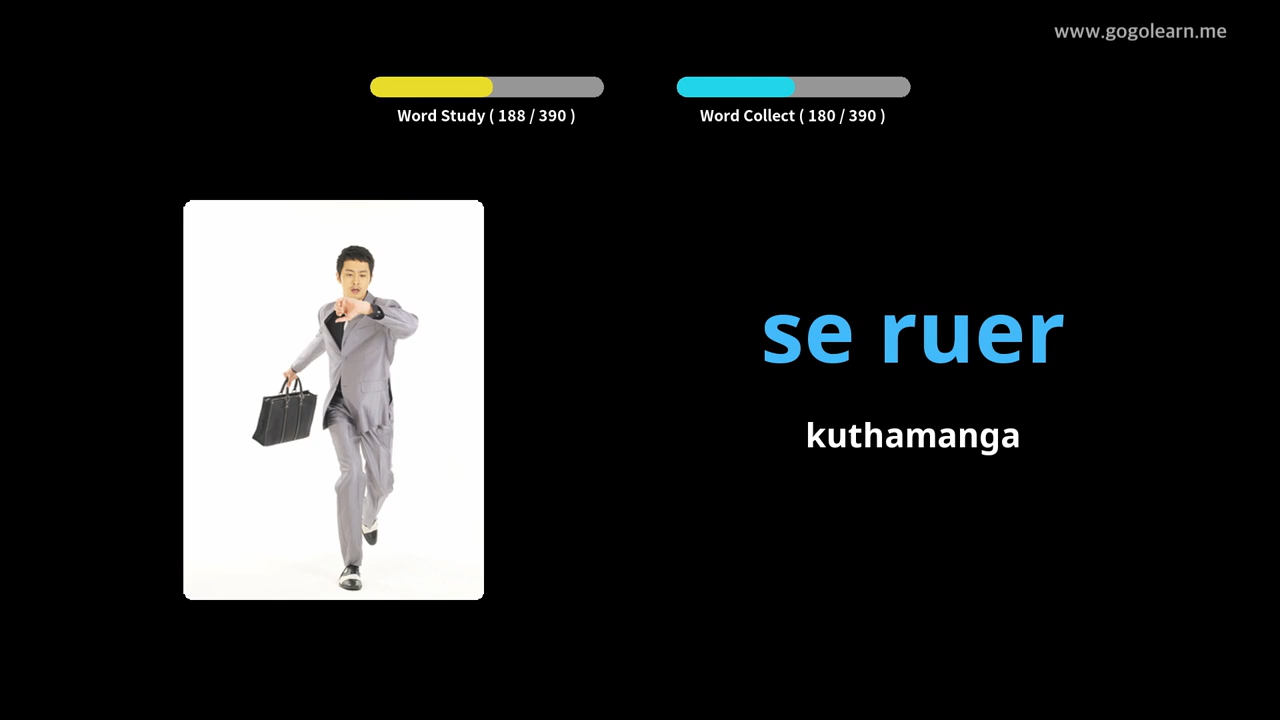 www.gogolearn.me
Word Study ( 188 / 390 )
Word Collect ( 180 / 390 )
se ruer
kuthamanga